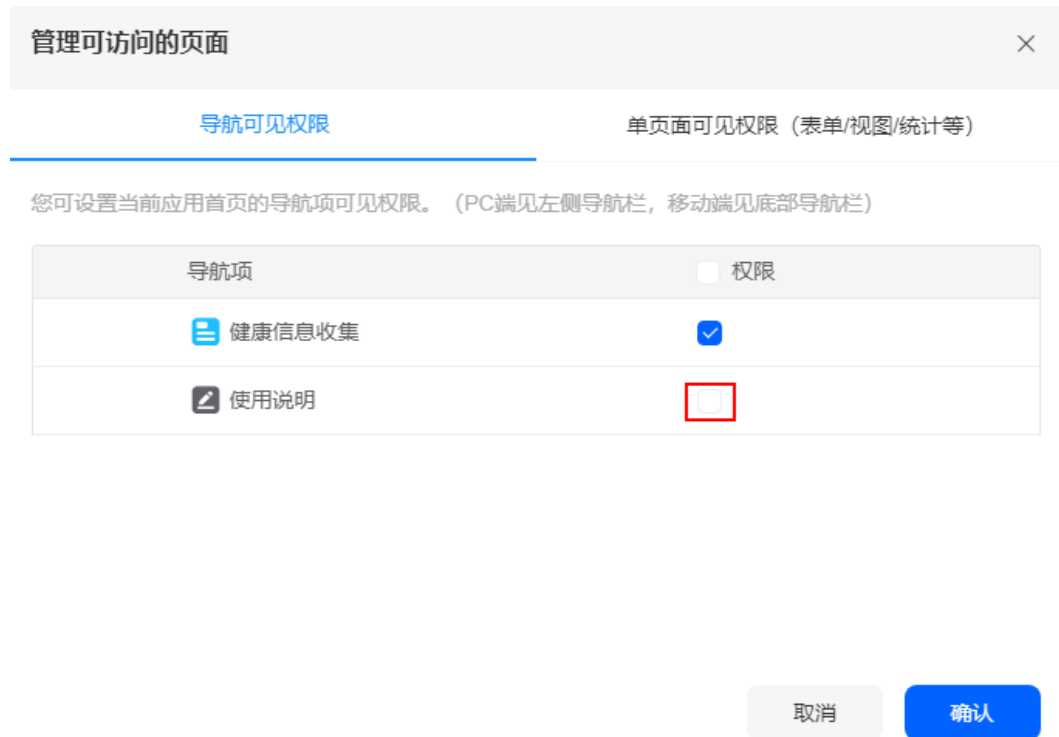 管理可访问的页面
导航可见权限
单页面可见权限（表单/视图/统计等）
您可设置当前应用首页的导航项可见权限。（PC端见左侧导航栏，移动端见底部导航栏）
导航项 权限
健康信息收集
使用说明
取消 确认